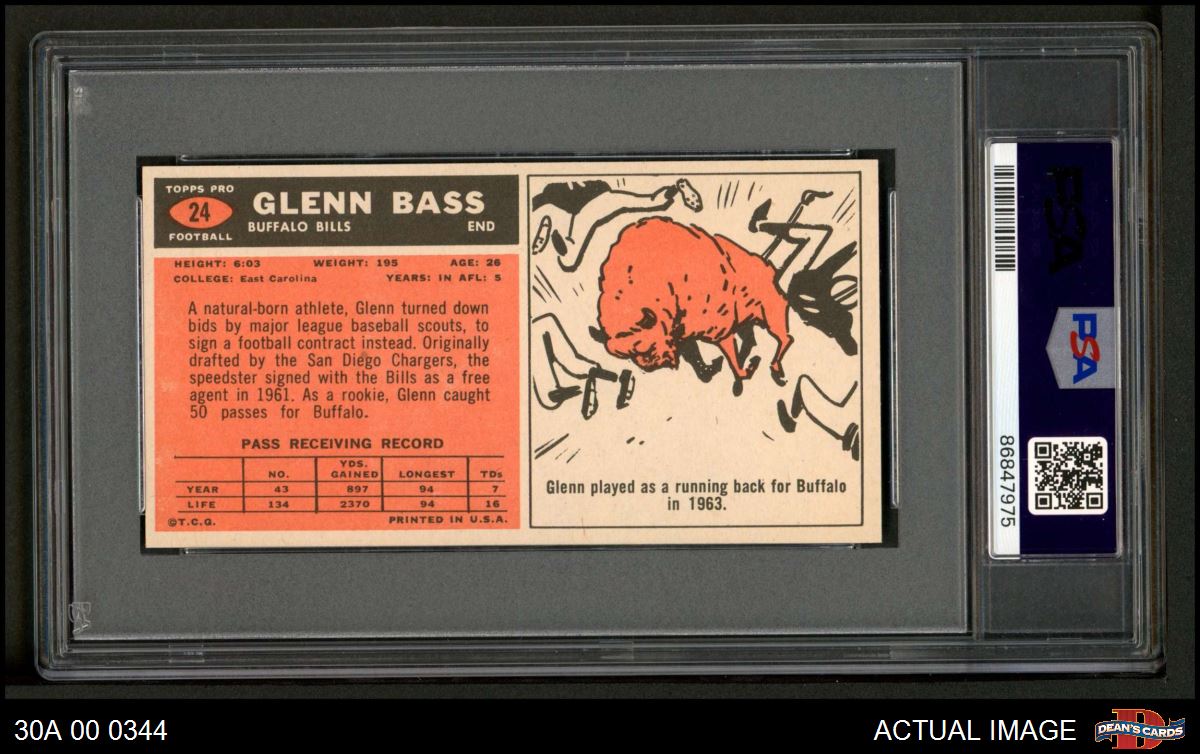 TOPPS PRO
24
FOOTBALL
GLENN BASS
BUFFALO BILLS END
HEIGHT: 6:03 WEIGHT: 195 AGE: 26
COLLEGE: East Carolina YEARS: IN AFL: 5
A natural-born athlete, Glenn turned down
bids by major league baseball scouts, to
sign a football contract instead. Originally
drafted by the San Diego Chargers, the
speedster signed with the Bills as a free
agent in 1961. As a rookie, Glenn caught
50 passes for Buffalo.
PASS RECEIVING RECORD
NO. YDS. GAINED LONGEST TDs
YEAR 43 897 94 7
LIFE 134 2370 94 16
©T.C.G. PRINTED IN U.S.A.
Glenn played as a running back for Buffalo
in 1963.
PSA
PSA
86847975
30A 00 0344
ACTUAL IMAGE
D
DEAN'S CARDS